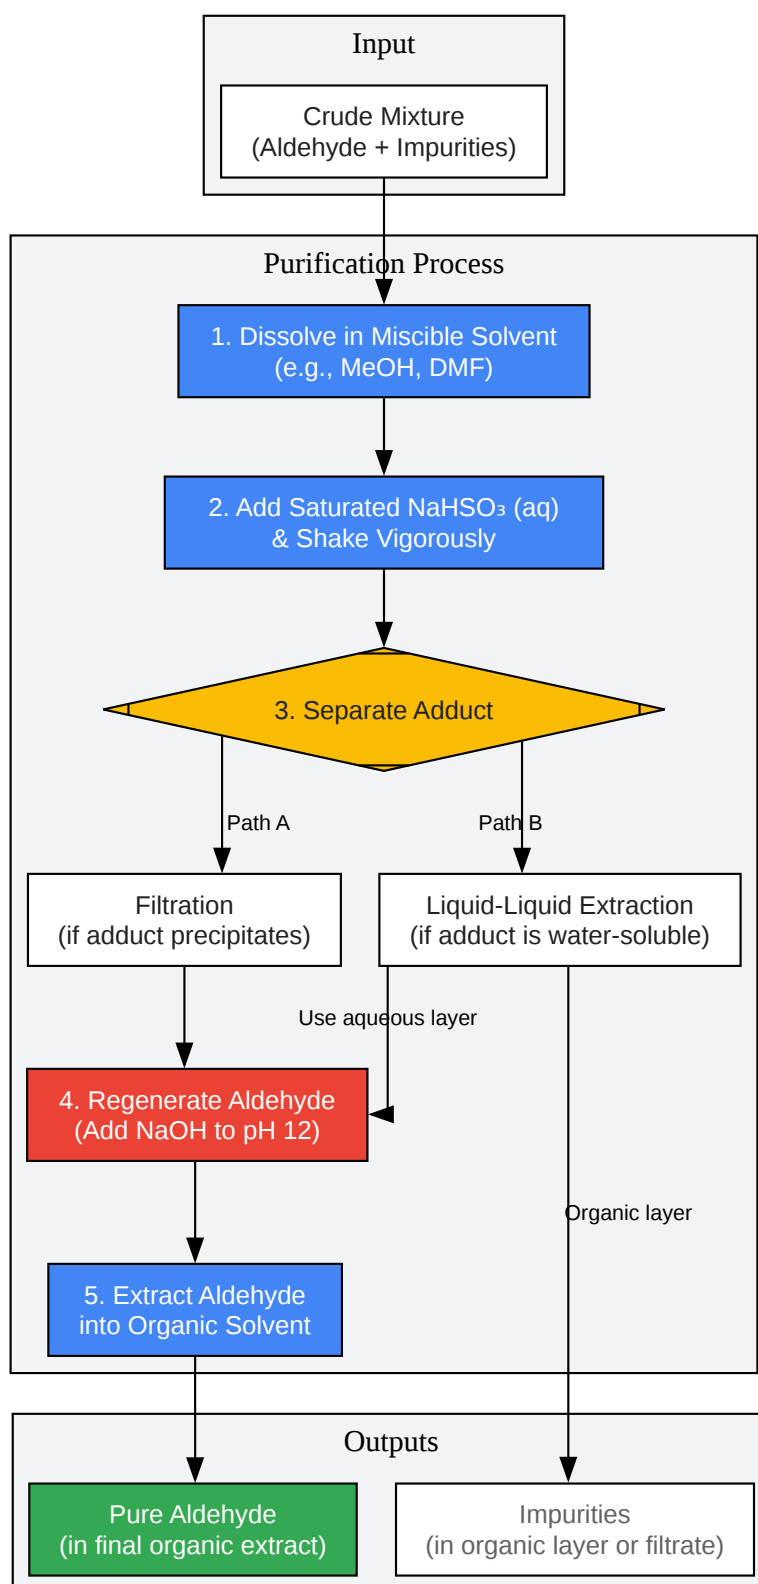 Input
Crude Mixture
(Aldehyde + Impurities)
Purification Process
1. Dissolve in Miscible Solvent
(e.g., MeOH, DMF)
2. Add Saturated NaHSO₃ (aq)
& Shake Vigorously
3. Separate Adduct
Path A
Path B
Filtration
(if adduct precipitates)
Liquid-Liquid Extraction
(if adduct is water-soluble)
Use aqueous layer
4. Regenerate Aldehyde
(Add NaOH to pH 12)
Organic layer
5. Extract Aldehyde
into Organic Solvent
Outputs
Pure Aldehyde
(in final organic extract)
Impurities
(in organic layer or filtrate)